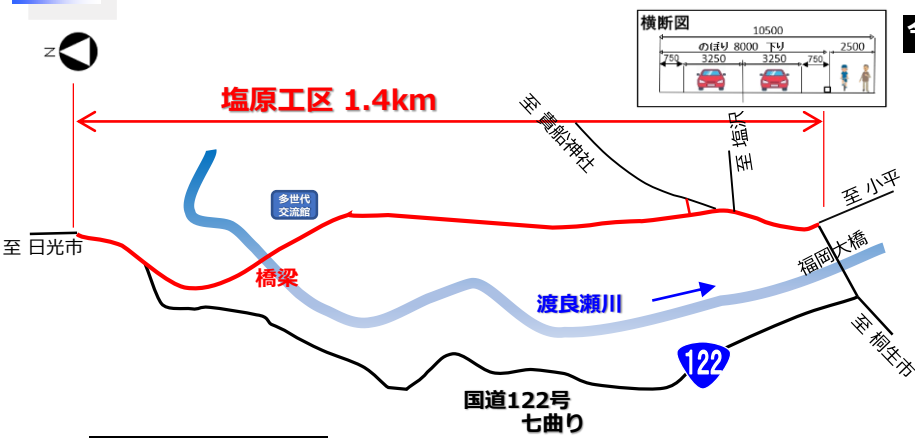 横断図
10500
のぼり 8000 下り
2500
750
3250
3250
750
N
塩原工区 1.4km
至 貴船神社
至 塩沢
至 小平
多世代
交流館
至 日光市
橋梁
福岡大橋
渡良瀬川
至 桐生市
122
国道122号
七曲り